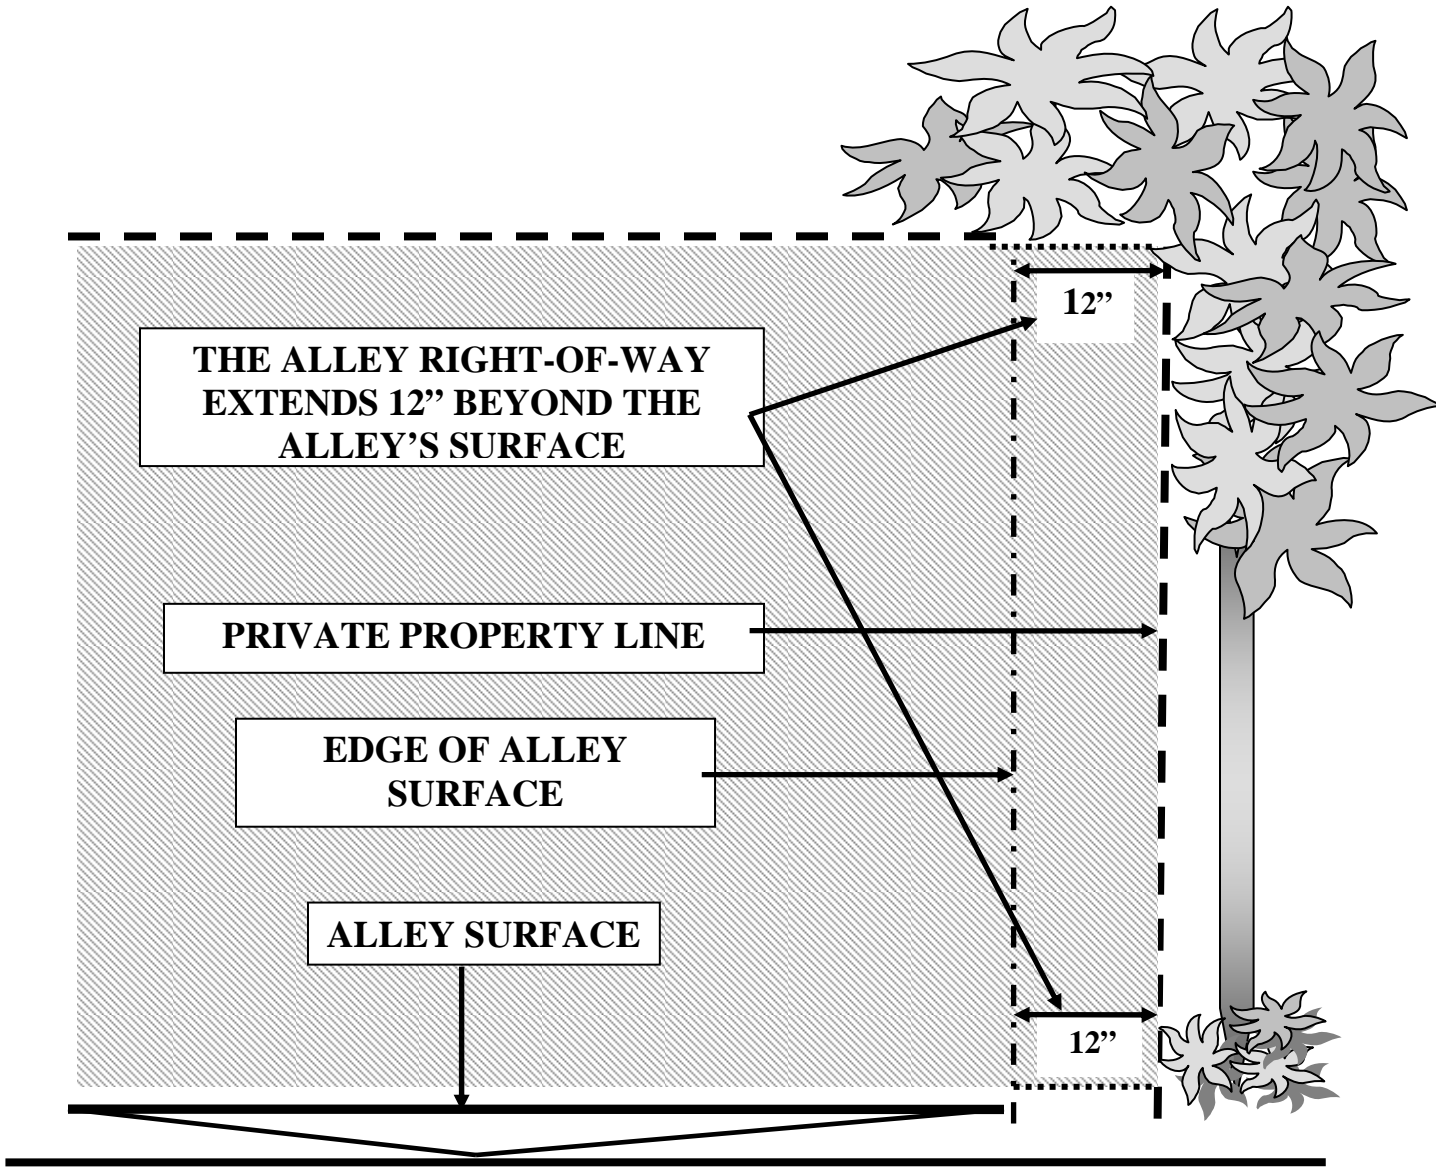 12”
THE ALLEY RIGHT-OF-WAY
EXTENDS 12” BEYOND THE
ALLEY’S SURFACE
PRIVATE PROPERTY LINE
EDGE OF ALLEY
SURFACE
ALLEY SURFACE
12”